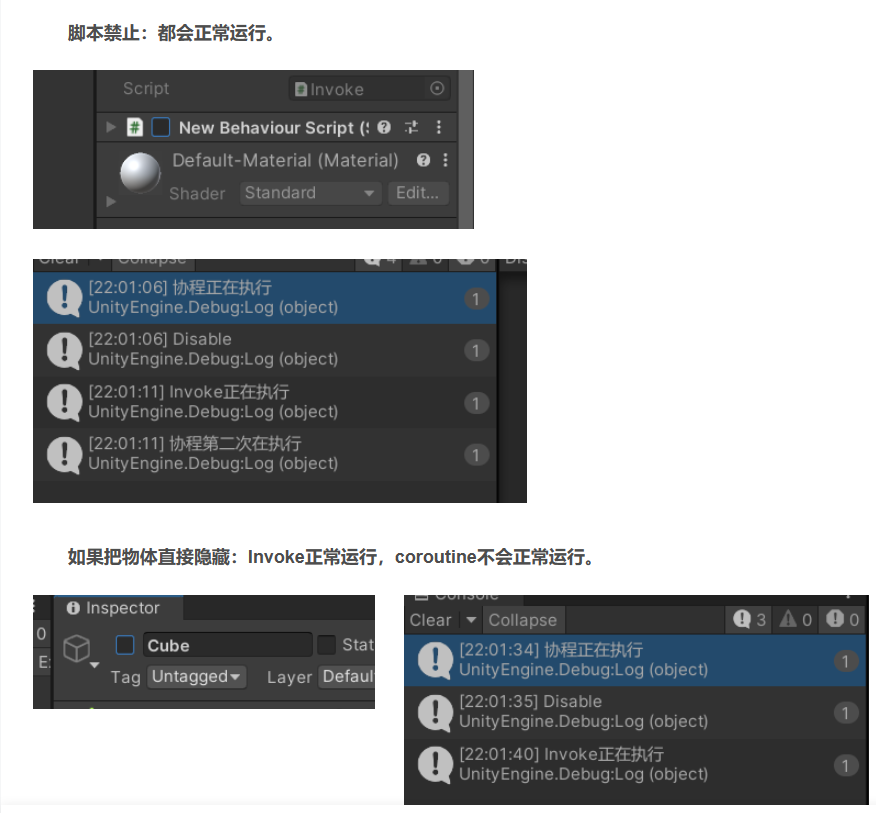 脚本禁止：都会正常运行。
Script
Invoke
New Behaviour Script (S
Default-Material (Material)
Shader Standard Edit...
Clear Collapse 4 0 0
[22:01:06] 协程正在执行
UnityEngine.Debug:Log (object)
1
[22:01:06] Disable
UnityEngine.Debug:Log (object)
1
[22:01:11] Invoke正在执行
UnityEngine.Debug:Log (object)
1
[22:01:11] 协程第二次在执行
UnityEngine.Debug:Log (object)
1
如果把物体直接隐藏：Invoke正常运行，coroutine不会正常运行。
0
Inspector
Cube Stat
Tag Untagged Layer Defaul
Console
Clear Collapse 3 0 0
[22:01:34] 协程正在执行
UnityEngine.Debug:Log (object)
1
[22:01:35] Disable
UnityEngine.Debug:Log (object)
1
[22:01:40] Invoke正在执行
UnityEngine.Debug:Log (object)
1